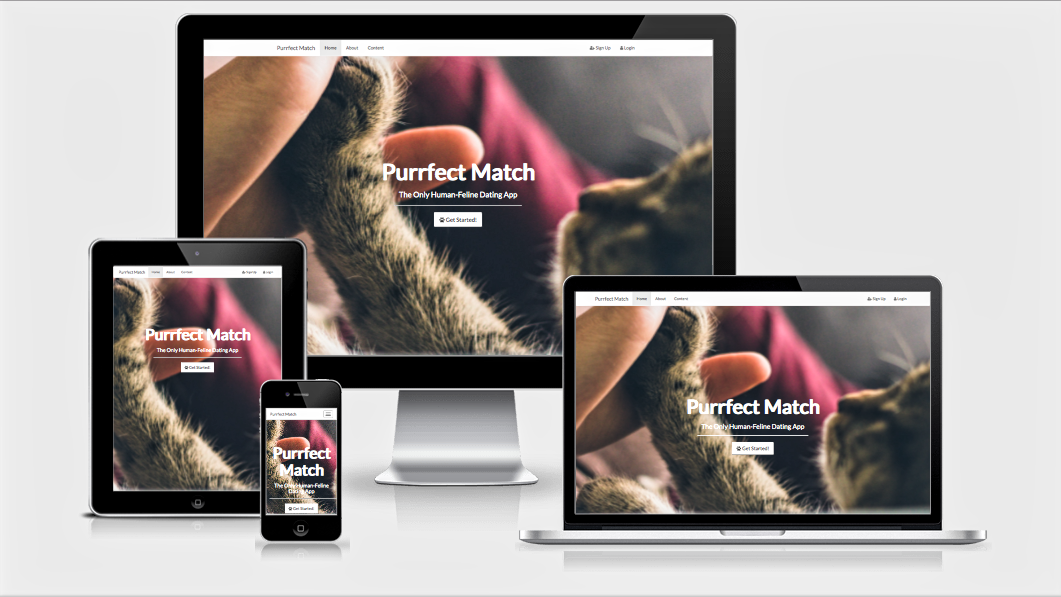 Purrfect Match Home About Content Sign Up Login
Purrfect Match
The Only Human-Feline Dating App
Get Started!
Purrfect Match Home About Content Sign Up Login
Purrfect Match
The Only Human-Feline Dating App
Get Started!
Purrfect Match
Purrfect
Match
The Only Human-Feline
Dating App
Get Started!
Purrfect Match Home About Content Sign Up Login
Purrfect Match
The Only Human-Feline Dating App
Get Started!